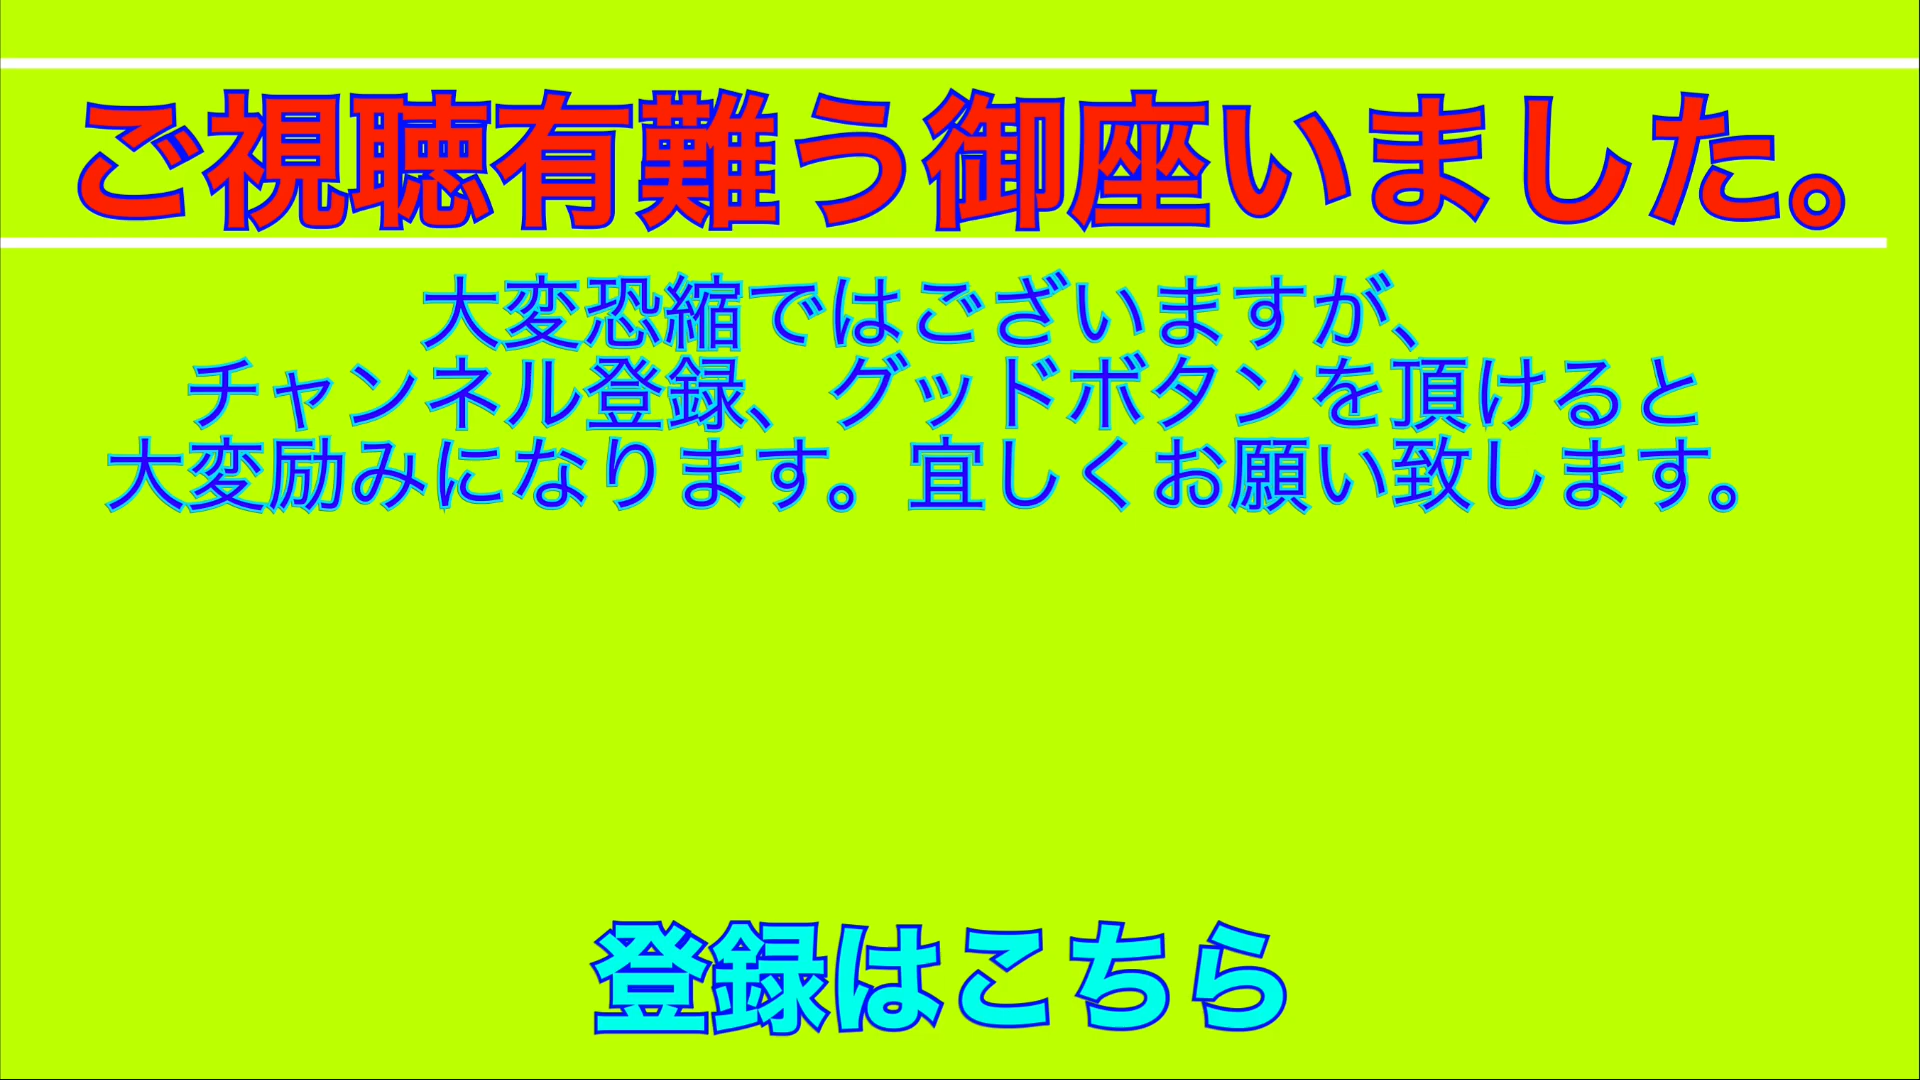 ご視聴有難う御座いました。
大変恐縮ではございますが、
チャンネル登録、グッドボタンを頂けると
大変励みになります。宜しくお願い致します。
登録はこちら